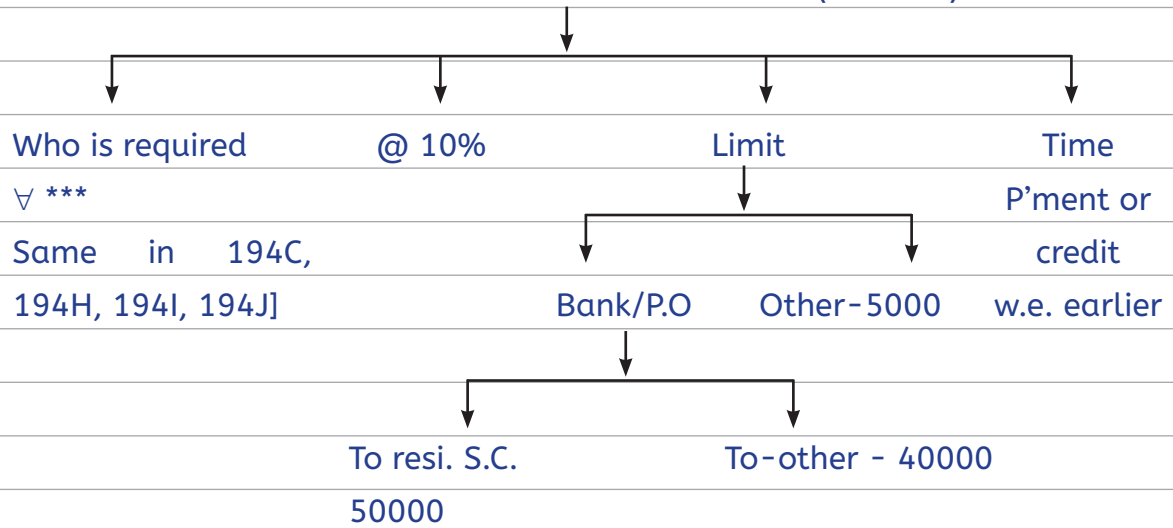 Who is required
∀ ***
Same in 194C,
194H, 194I, 194J]
@ 10%
Limit
Bank/P.O
Other-5000
To resi. S.C.
50000
To-other - 40000
Time
P'ment or
credit
w.e. earlier